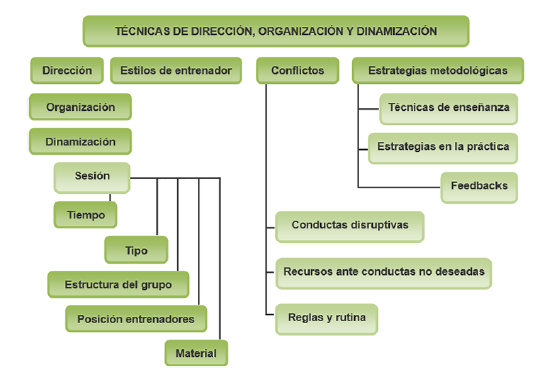 TÉCNICAS DE DIRECCIÓN, ORGANIZACIÓN Y DINAMIZACIÓN
Dirección
Estilos de entrenador
Conflictos
Estrategias metodológicas
Organización
Técnicas de enseñanza
Dinamización
Estrategias en la práctica
Sesión
Feedbacks
Tiempo
Conductas disruptivas
Tipo
Recursos ante conductas no deseadas
Estructura del grupo
Posición entrenadores
Reglas y rutina
Material